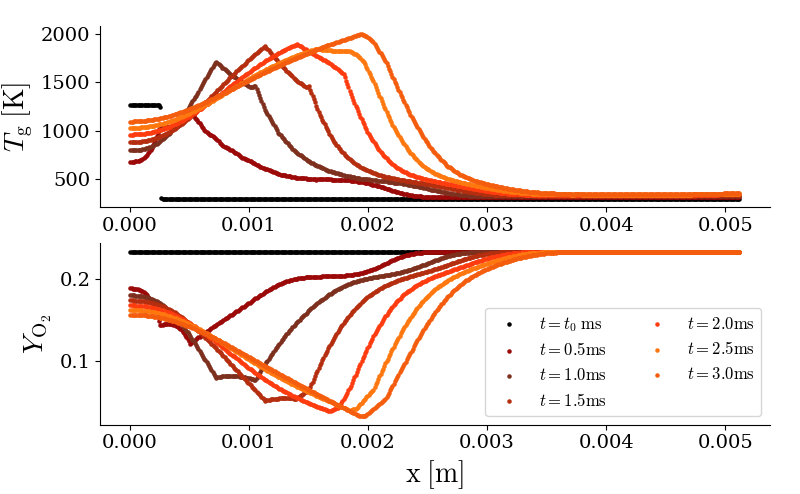 2000
1500
1000
500
T_g [K]
0.000 0.001 0.002 0.003 0.004 0.005
0.2
0.1
Y_O₂
t = t₀ ms
t = 0.5ms
t = 1.0ms
t = 1.5ms
t = 2.0ms
t = 2.5ms
t = 3.0ms
0.000 0.001 0.002 0.003 0.004 0.005
x [m]